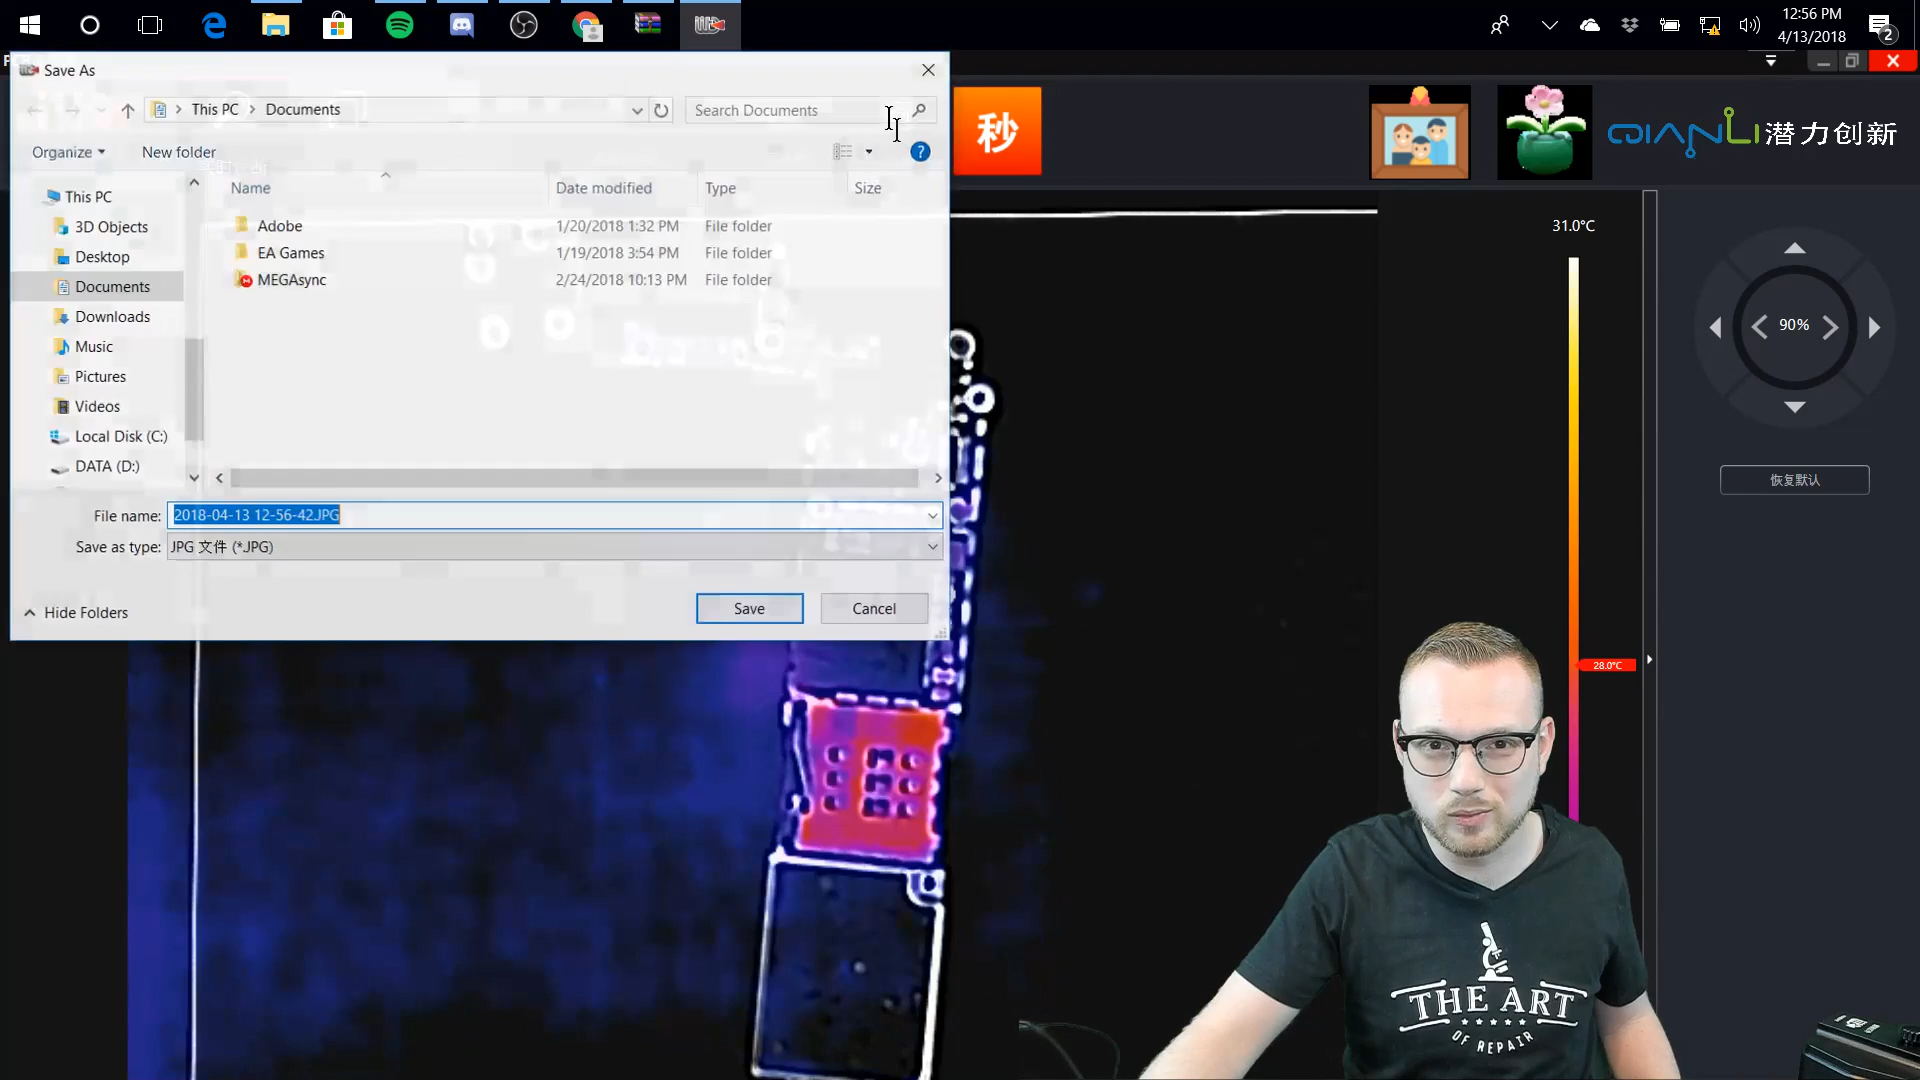 12:56 PM
4/13/2018
2
Save As
This PC
Documents
Search Documents
Organize
New folder
Name
Date modified
Type
Size
This PC
3D Objects
Desktop
Documents
Downloads
Music
Pictures
Videos
Local Disk (C:)
DATA (D:)
Adobe
1/20/2018 1:32 PM
File folder
EA Games
1/19/2018 3:54 PM
File folder
MEGAsync
2/24/2018 10:13 PM
File folder
File name:
2018-04-13 12-56-42.JPG
Save as type:
JPG 文件 (*.JPG)
Hide Folders
Save
Cancel
秒
QIANLI 潜力创新
31.0°C
90%
恢复默认
28.0°C
THE ART
OF REPAIR